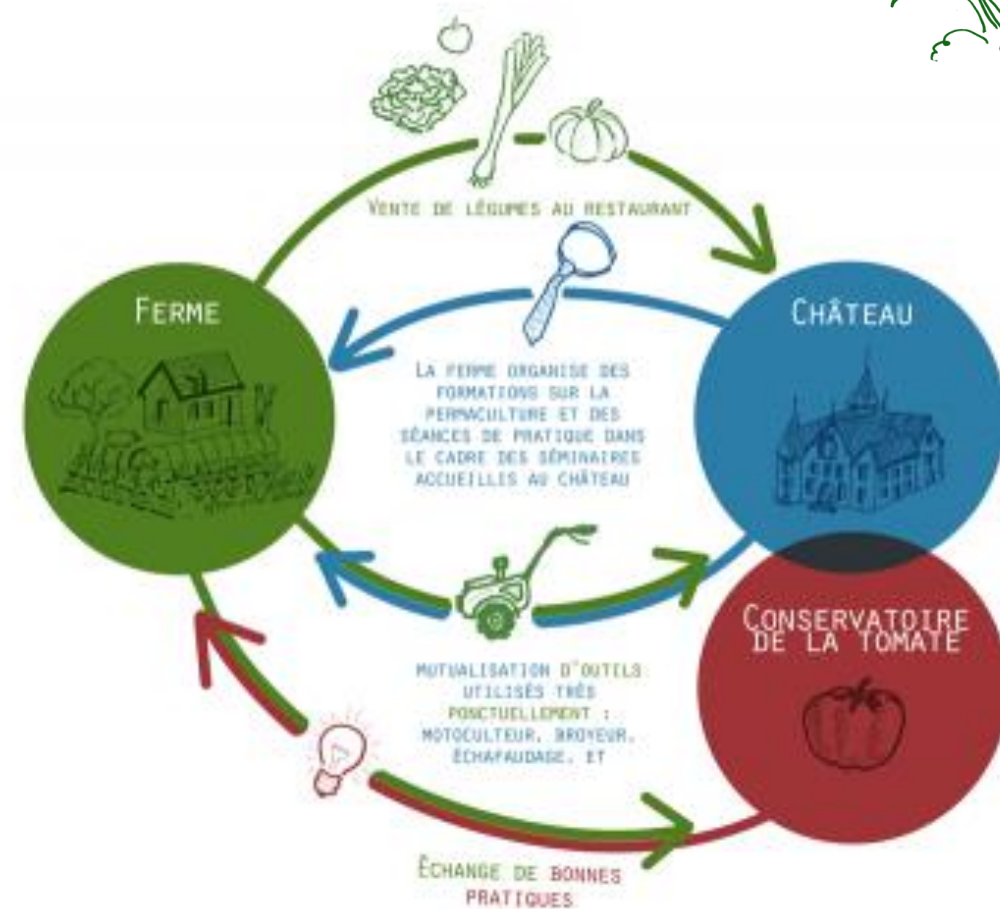 VENTE DE LÉGUMES AU RESTAURANT
FERME
CHÂTEAU
LA FERME ORGANISE DES
FORMATIONS SUR LA
PERMACULTURE ET DES
SÉANCES DE PRATIQUE DANS
LE CADRE DES SÉMINAIRES
ACCUEILLIS AU CHÂTEAU
CONSERVATOIRE
DE LA TOMATE
MUTUALISATION D'OUTILS
UTILISÉS TRÈS
PONCTUELLEMENT :
MOTOCULTEUR, BROYEUR,
ÉCHAFAUDAGE, ET
ÉCHANGE DE BONNES
PRATIQUES